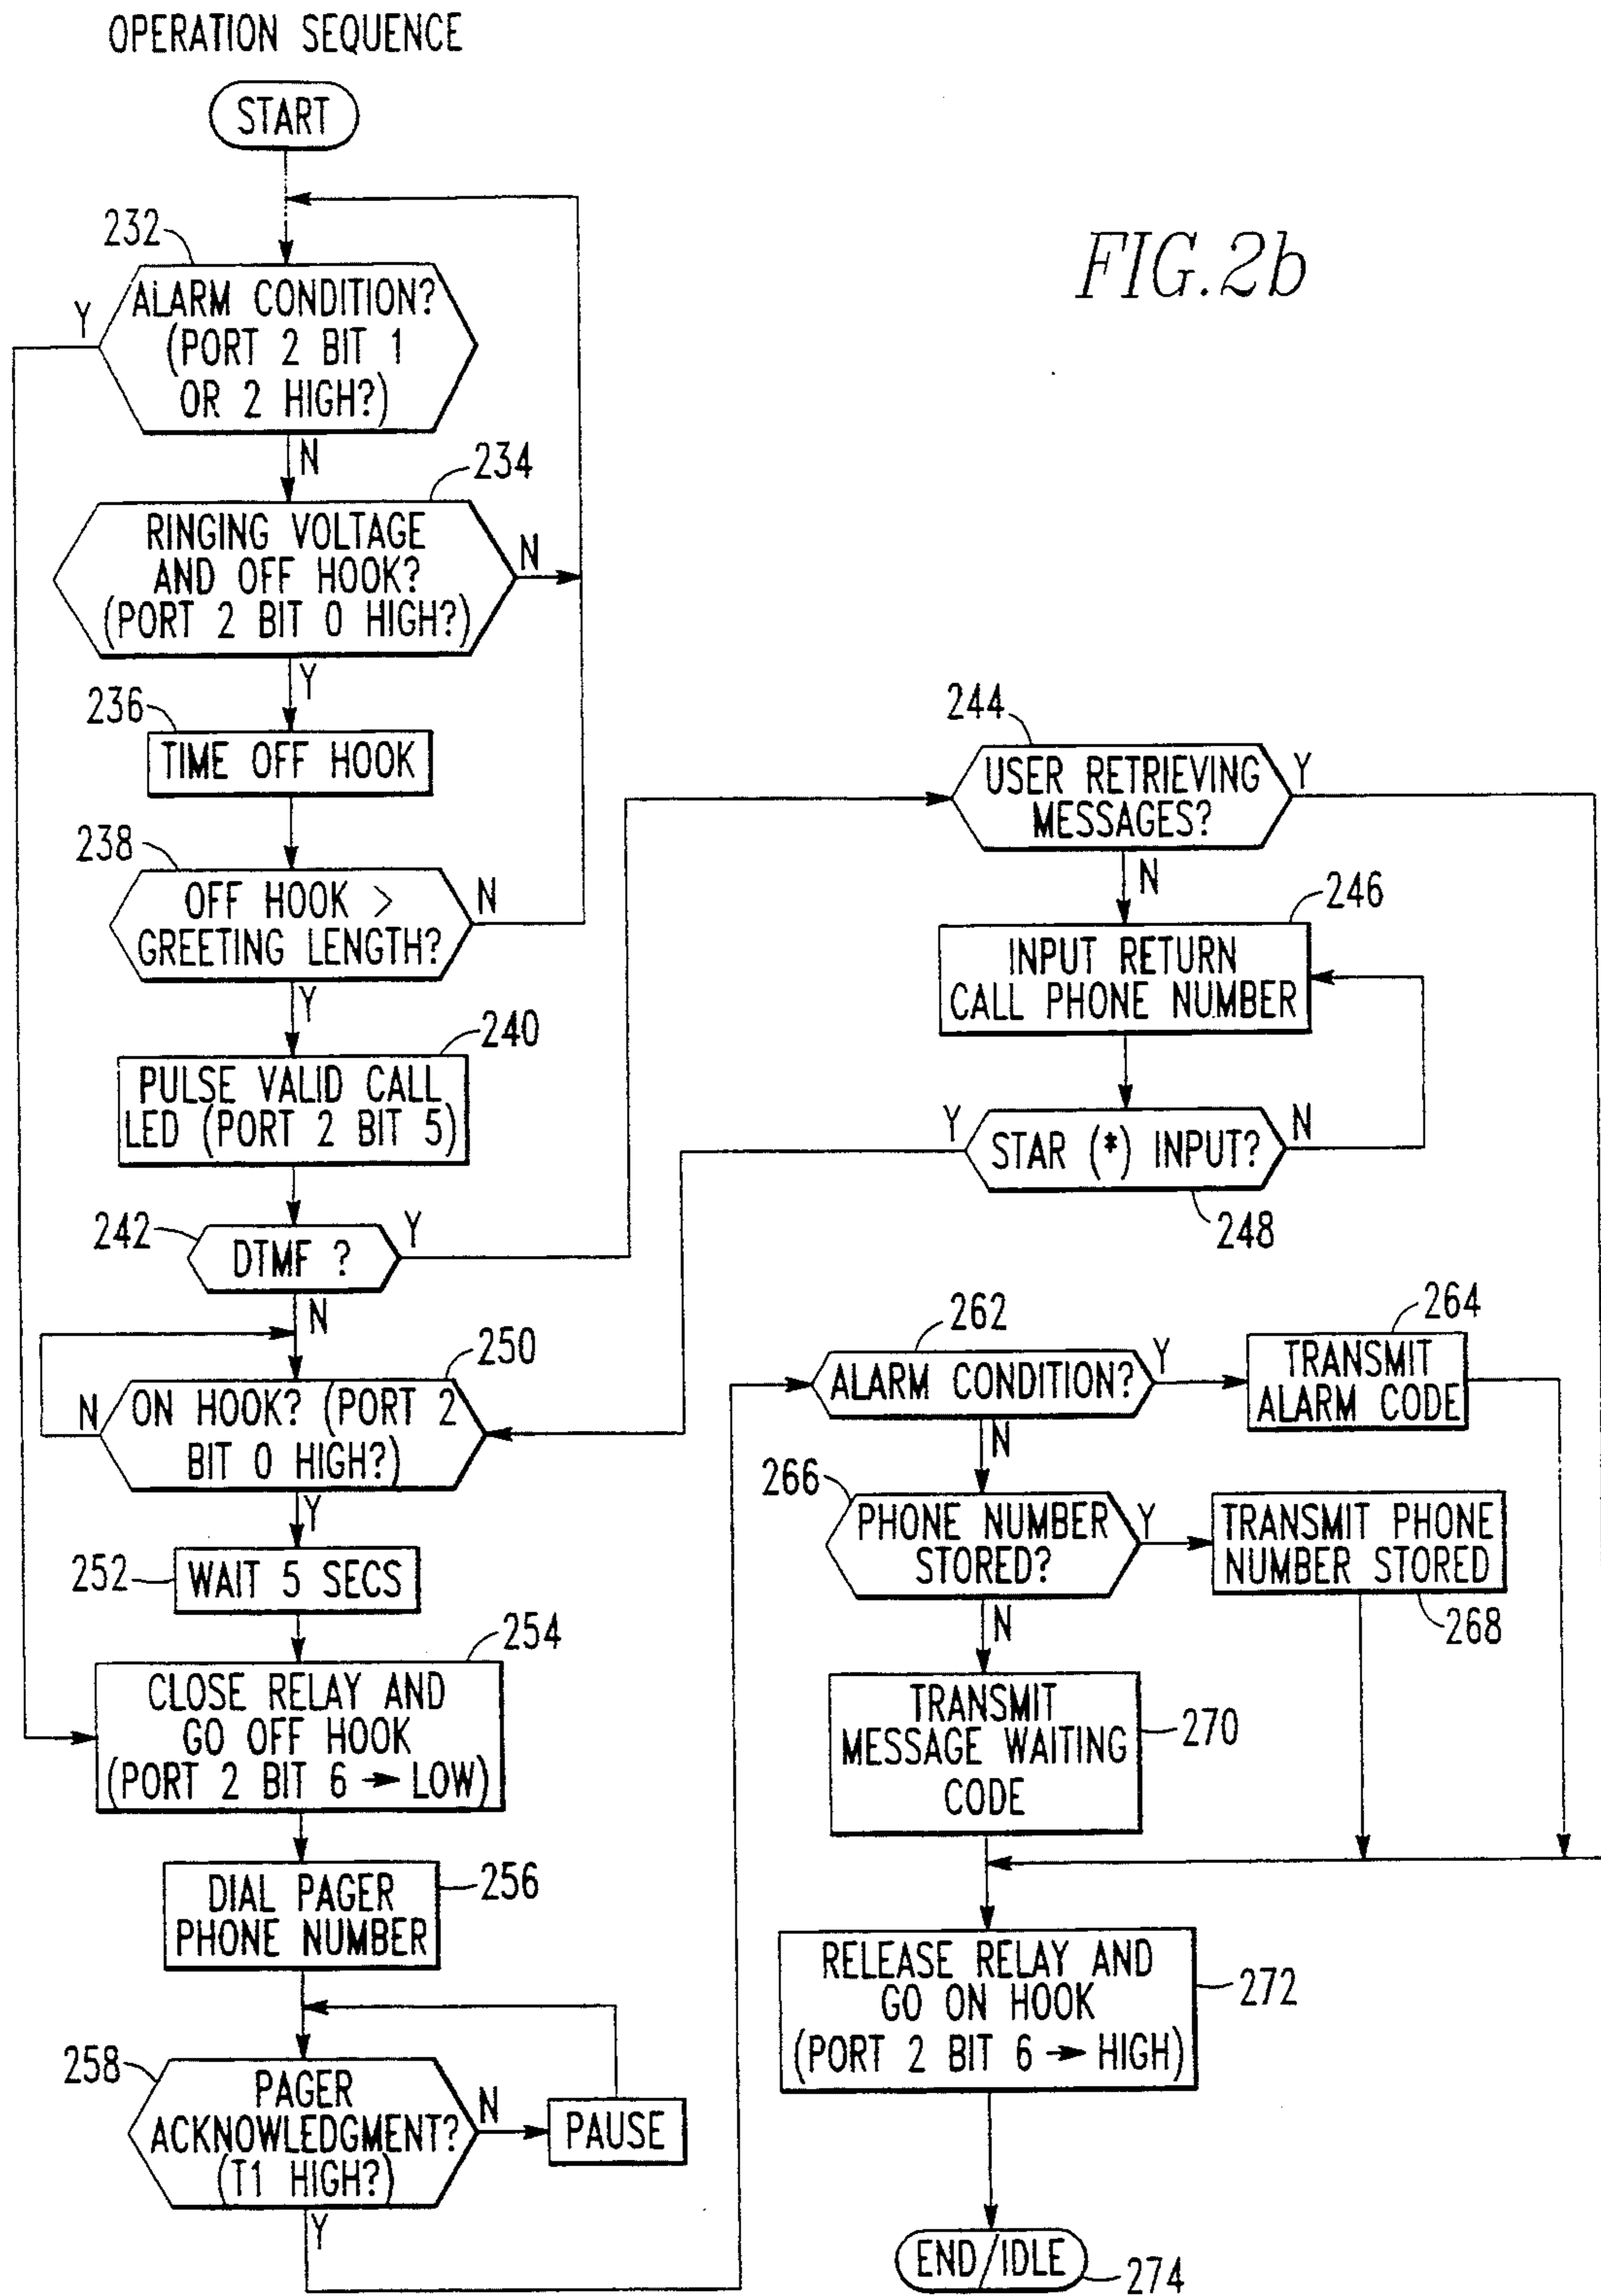 OPERATION SEQUENCE
START
FIG.2b
232
ALARM CONDITION?
(PORT 2 BIT 1
OR 2 HIGH?)
Y
N
234
RINGING VOLTAGE
AND OFF HOOK?
(PORT 2 BIT 0 HIGH?)
N
Y
236
TIME OFF HOOK
238
OFF HOOK >
GREETING LENGTH?
N
Y
240
PULSE VALID CALL
LED (PORT 2 BIT 5)
242
DTMF ?
Y
N
250
ON HOOK? (PORT 2
BIT 0 HIGH?)
N
Y
252
WAIT 5 SECS
254
CLOSE RELAY AND
GO OFF HOOK
(PORT 2 BIT 6 → LOW)
256
DIAL PAGER
PHONE NUMBER
258
PAGER
ACKNOWLEDGMENT?
(T1 HIGH?)
N
PAUSE
Y
244
USER RETRIEVING
MESSAGES?
Y
N
246
INPUT RETURN
CALL PHONE NUMBER
Y
STAR (*) INPUT?
N
248
262
ALARM CONDITION?
Y
264
TRANSMIT
ALARM CODE
N
266
PHONE NUMBER
STORED?
Y
TRANSMIT PHONE
NUMBER STORED
268
N
TRANSMIT
MESSAGE WAITING
CODE
270
RELEASE RELAY AND
GO ON HOOK
(PORT 2 BIT 6 → HIGH)
272
END/IDLE
274